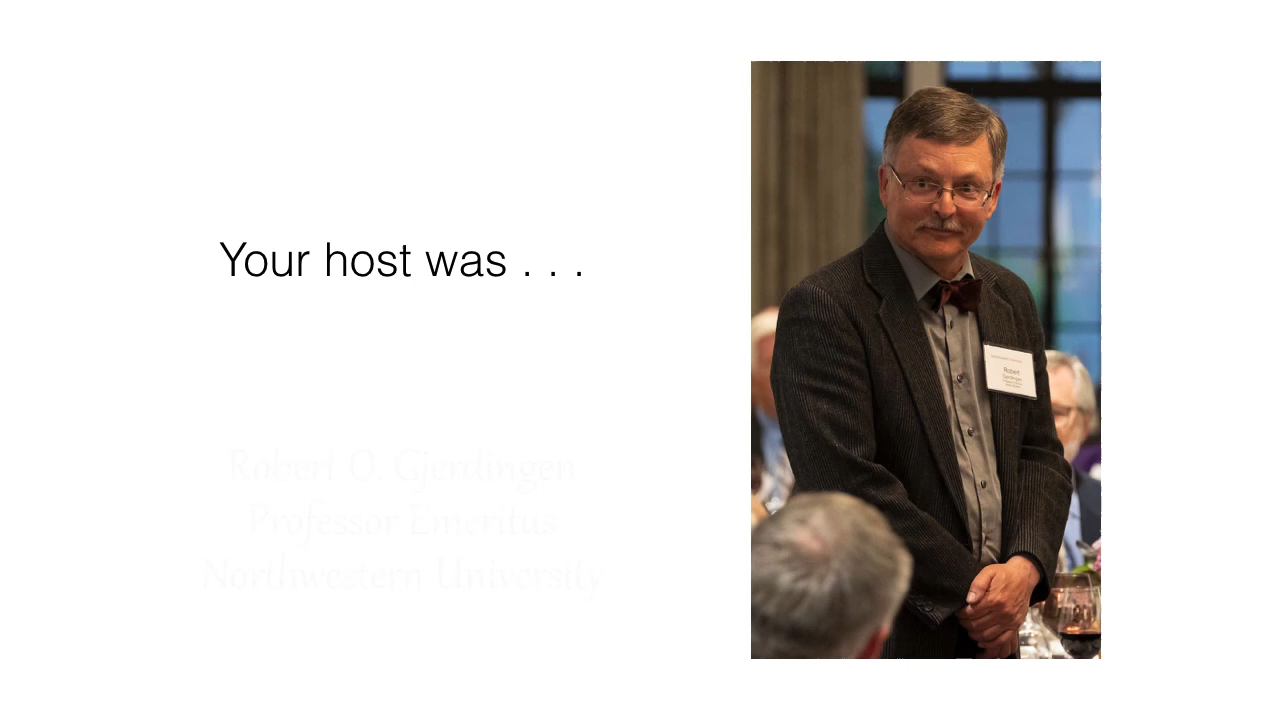 Your host was . . .
Robert O. Gjerdingen
Professor Emeritus
Northwestern University
Robert
Gjerdingen